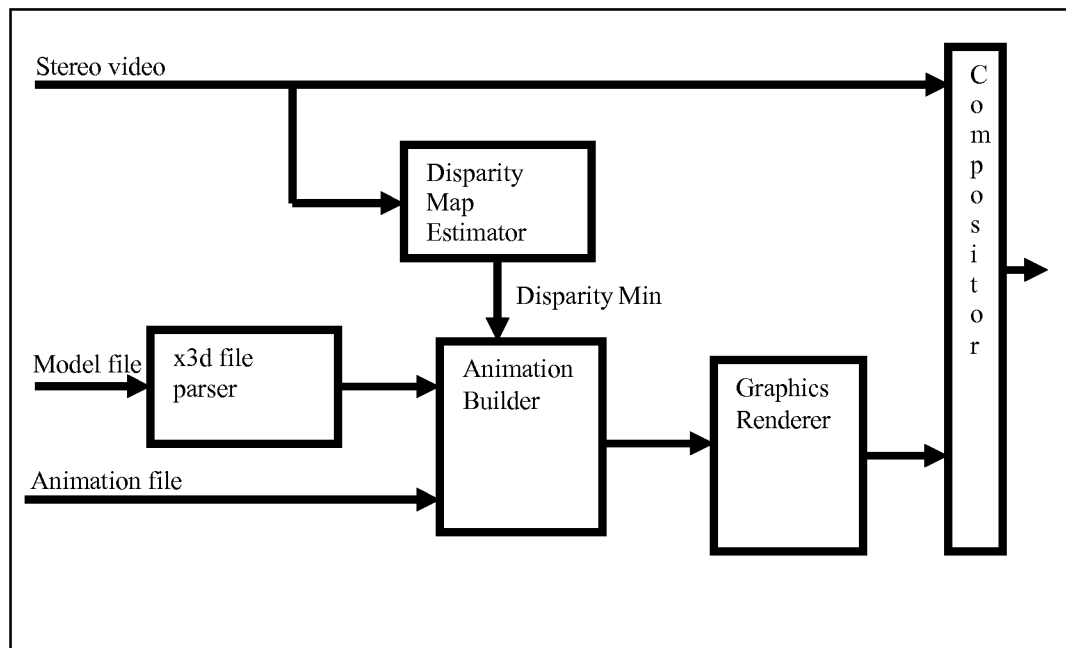 Stereo video
Disparity
Map
Estimator
Disparity Min
Model file
x3d file
parser
Animation
Builder
Graphics
Renderer
Animation file
C
o
m
p
o
s
i
t
o
r